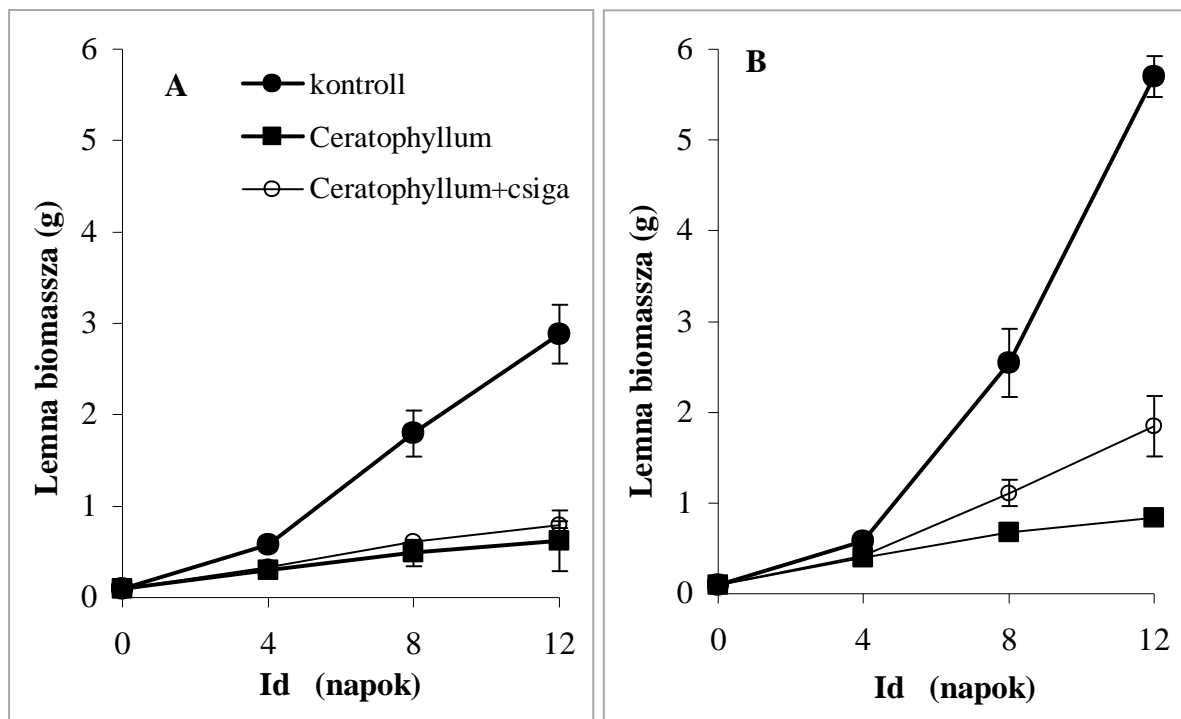 A
kontroll
Ceratophyllum
Ceratophyllum+csiga
Lemna biomassza (g)
6
5
4
3
2
1
0
0 4 8 12
Id (napok)
B
Lemna biomassza (g)
6
5
4
3
2
1
0
0 4 8 12
Id (napok)